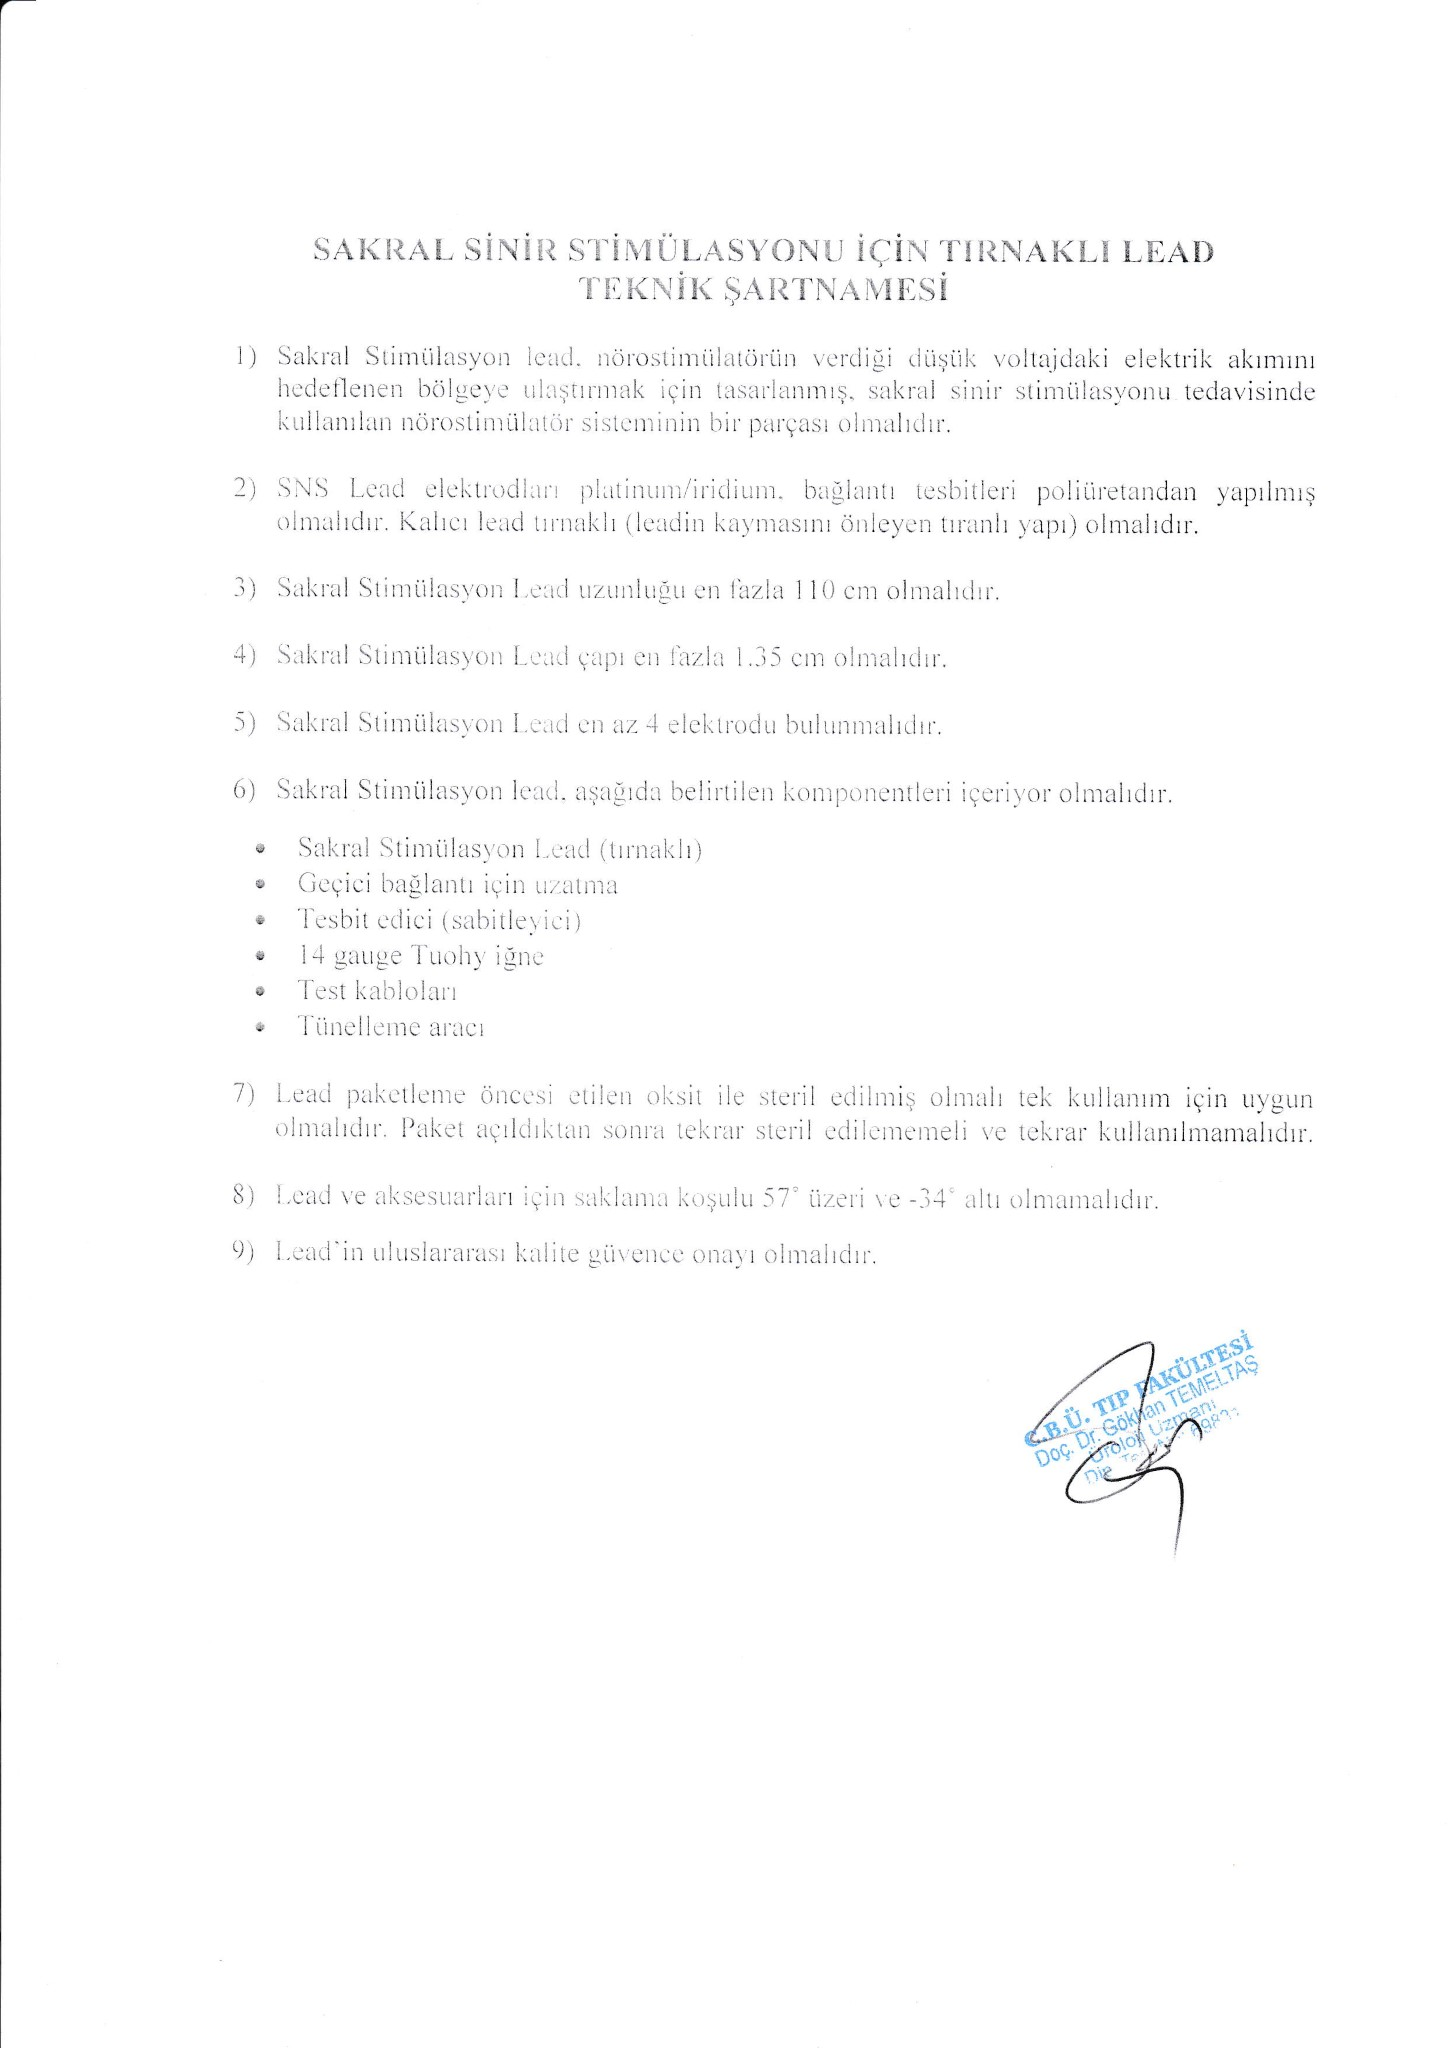 SAKRAL SİNİR STİMÜLASYONU İÇİN TIRNAKLI LEAD
TEKNİK ŞARTNAMESİ
1) Sakral Stimülasyon lead, nörostimülatörün verdiği düşük voltajdaki elektrik akımını
hedeflenen bölgeye ulaştırmak için tasarlanmış, sakral sinir stimülasyonu tedavisinde
kullanılan nörostimülatör sisteminin bir parçası olmalıdır.
2) SNS Lead elektrodları platinum/iridium, bağlantı tesbitleri poliüretandan yapılmış
olmalıdır. Kalıcı lead tırnaklı (leadin kaymasını önleyen tıranlı yapı) olmalıdır.
3) Sakral Stimülasyon Lead uzunluğu en fazla 110 cm olmalıdır.
4) Sakral Stimülasyon Lead çapı en fazla 1.35 cm olmalıdır.
5) Sakral Stimülasyon Lead en az 4 elektrodu bulunmalıdır.
6) Sakral Stimülasyon lead, aşağıda belirtilen komponentleri içeriyor olmalıdır.
• Sakral Stimülasyon Lead (tırnaklı)
• Geçici bağlantı için uzatma
• Tesbit edici (sabitleyici)
• 14 gauge Tuohy iğne
• Test kabloları
• Tünelleme aracı
7) Lead paketleme öncesi etilen oksit ile steril edilmiş olmalı tek kullanım için uygun
olmalıdır. Paket açıldıktan sonra tekrar steril edilememeli ve tekrar kullanılmamalıdır.
8) Lead ve aksesuarları için saklama koşulu 57° üzeri ve -34° altı olmamalıdır.
9) Lead`in uluslararası kalite güvence onayı olmalıdır.
C.B.Ü. TIP FAKÜLTESİ
Doç. Dr. Gökhan TEMELTAŞ
Üroloji Uzmanı